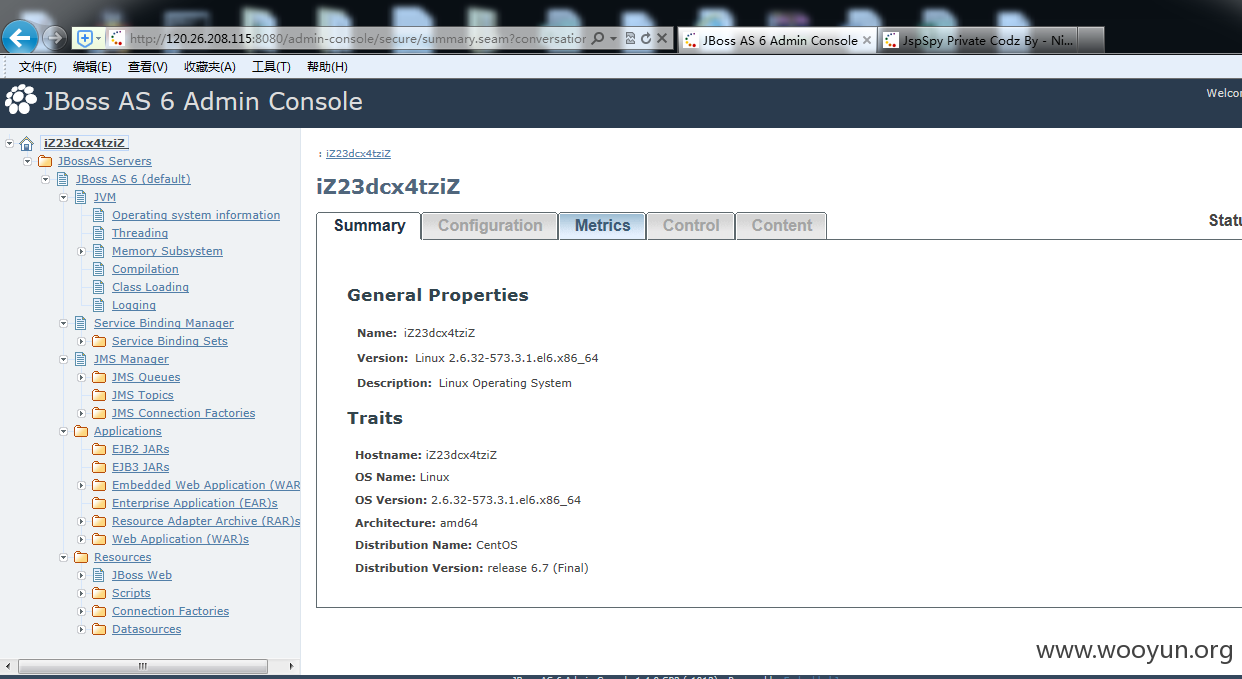 http://120.26.208.115:8080/admin-console/secure/summary.seam?conversation
JBoss AS 6 Admin Console
JspSpy Private Codz By - Ni...
文件(F) 编辑(E) 查看(V) 收藏夹(A) 工具(T) 帮助(H)
JBoss AS 6 Admin Console
Welcor
iZ23dcx4tziZ
JBossAS Servers
JBoss AS 6 (default)
JVM
Operating system information
Threading
Memory Subsystem
Compilation
Class Loading
Logging
Service Binding Manager
Service Binding Sets
JMS Manager
JMS Queues
JMS Topics
JMS Connection Factories
Applications
EJB2 JARs
EJB3 JARs
Embedded Web Application (WAR
Enterprise Application (EAR)s
Resource Adapter Archive (RAR)s
Web Application (WAR)s
Resources
JBoss Web
Scripts
Connection Factories
Datasources
: iZ23dcx4tziZ
iZ23dcx4tziZ
Summary Configuration Metrics Control Content
Statu
General Properties
Name: iZ23dcx4tziZ
Version: Linux 2.6.32-573.3.1.el6.x86_64
Description: Linux Operating System
Traits
Hostname: iZ23dcx4tziZ
OS Name: Linux
OS Version: 2.6.32-573.3.1.el6.x86_64
Architecture: amd64
Distribution Name: CentOS
Distribution Version: release 6.7 (Final)
www.wooyun.org